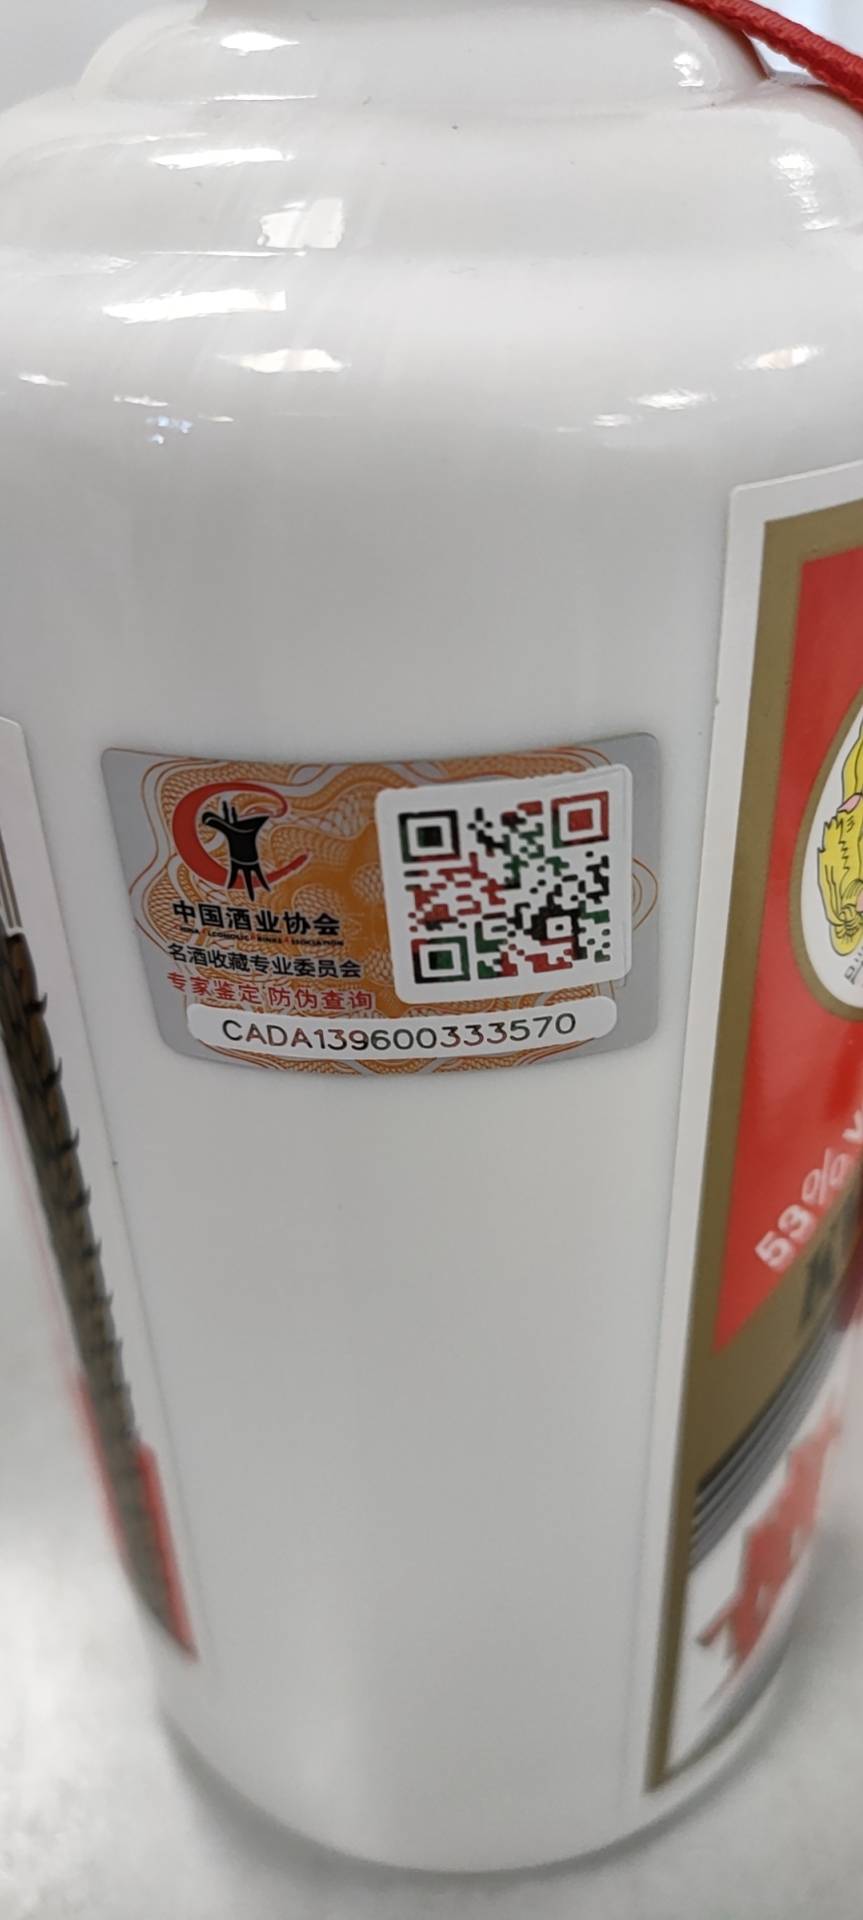 中国酒业协会
名酒收藏专业委员会
专家鉴定 防伪查询
CADA139600333570
53%